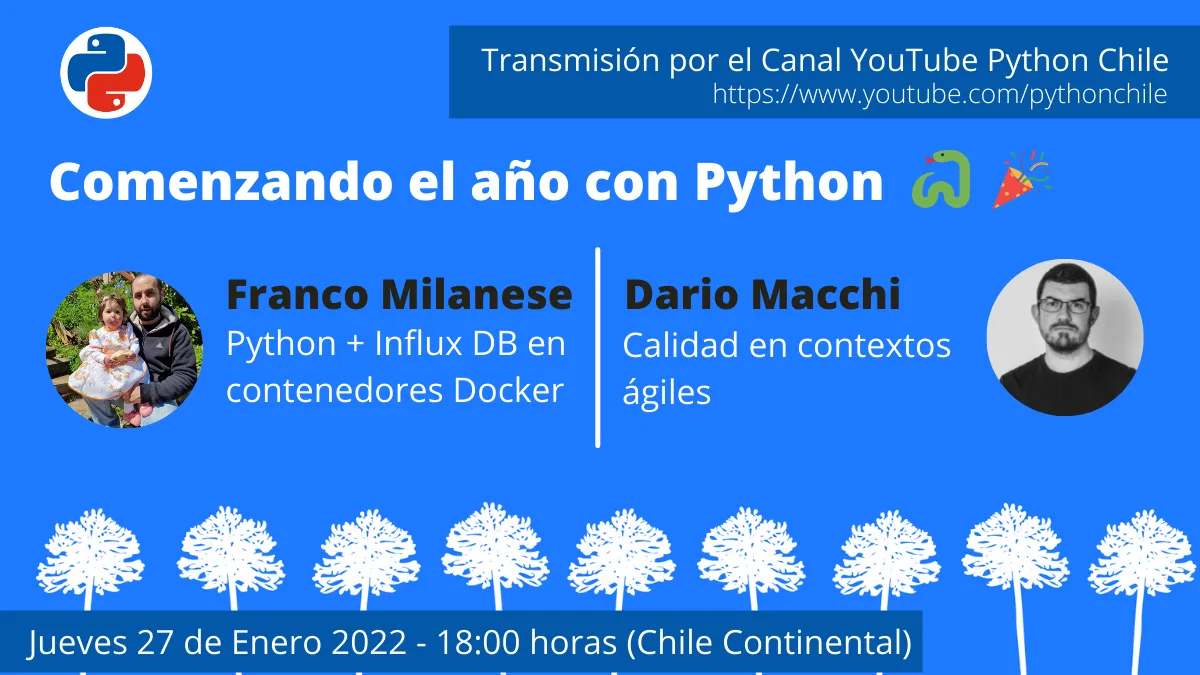 Transmisión por el Canal YouTube Python Chile
https://www.youtube.com/pythonchile
Comenzando el año con Python
Franco Milanese
Python + Influx DB en
contenedores Docker
Dario Macchi
Calidad en contextos
ágiles
Jueves 27 de Enero 2022 - 18:00 horas (Chile Continental)